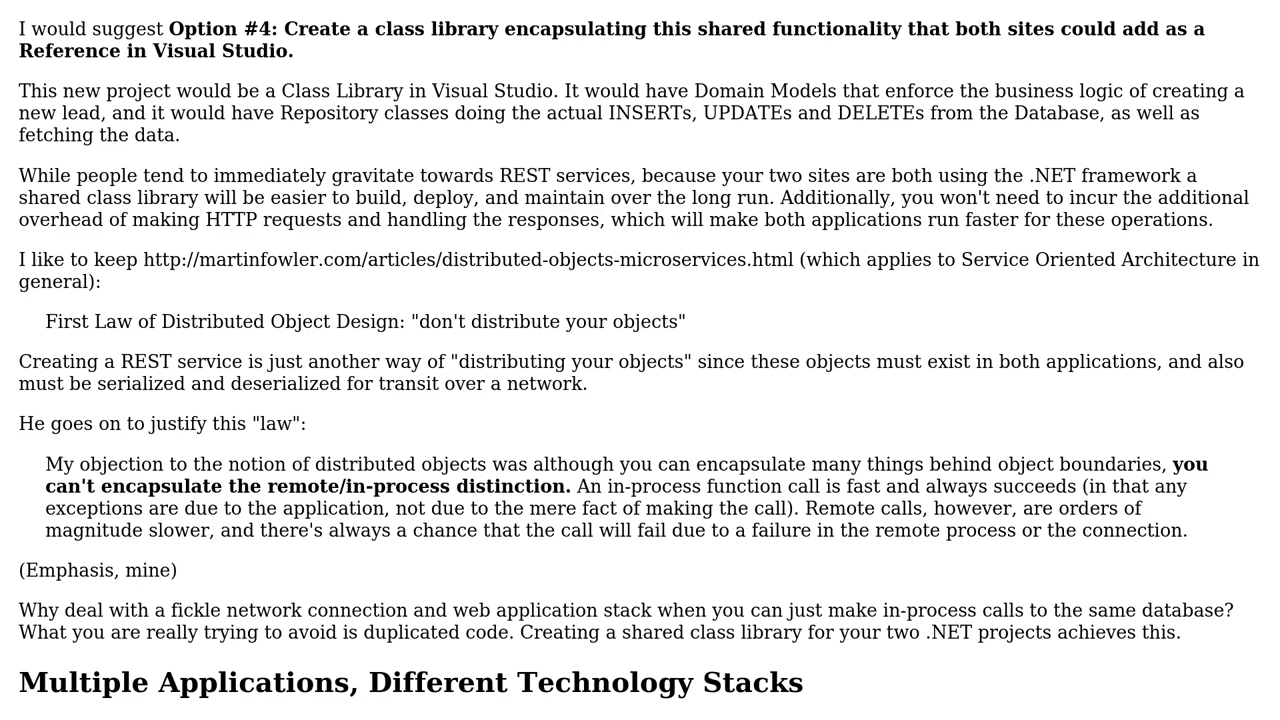 I would suggest Option #4: Create a class library encapsulating this shared functionality that both sites could add as a
Reference in Visual Studio.
This new project would be a Class Library in Visual Studio. It would have Domain Models that enforce the business logic of creating a
new lead, and it would have Repository classes doing the actual INSERTs, UPDATEs and DELETEs from the Database, as well as
fetching the data.
While people tend to immediately gravitate towards REST services, because your two sites are both using the .NET framework a
shared class library will be easier to build, deploy, and maintain over the long run. Additionally, you won't need to incur the additional
overhead of making HTTP requests and handling the responses, which will make both applications run faster for these operations.
I like to keep http://martinfowler.com/articles/distributed-objects-microservices.html (which applies to Service Oriented Architecture in
general):
First Law of Distributed Object Design: "don't distribute your objects"
Creating a REST service is just another way of "distributing your objects" since these objects must exist in both applications, and also
must be serialized and deserialized for transit over a network.
He goes on to justify this "law":
My objection to the notion of distributed objects was although you can encapsulate many things behind object boundaries, you
can't encapsulate the remote/in-process distinction. An in-process function call is fast and always succeeds (in that any
exceptions are due to the application, not due to the mere fact of making the call). Remote calls, however, are orders of
magnitude slower, and there's always a chance that the call will fail due to a failure in the remote process or the connection.
(Emphasis, mine)
Why deal with a fickle network connection and web application stack when you can just make in-process calls to the same database?
What you are really trying to avoid is duplicated code. Creating a shared class library for your two .NET projects achieves this.
Multiple Applications, Different Technology Stacks